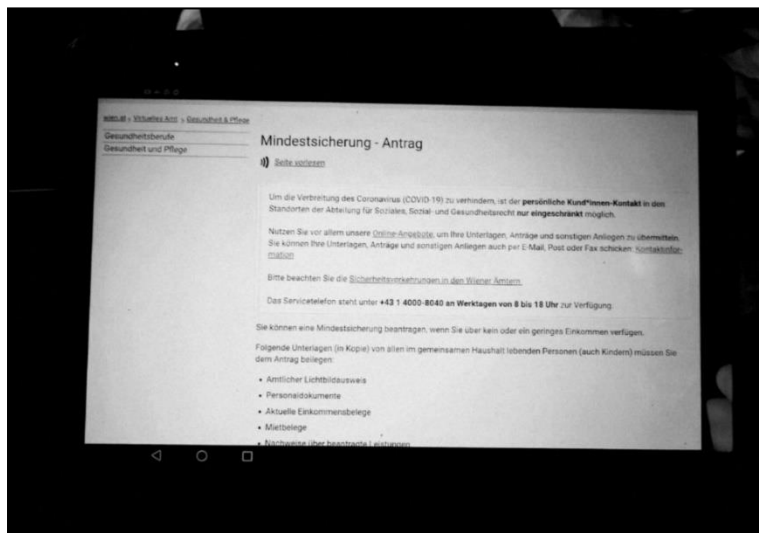 wien.at > Virtuelles Amt > Gesundheit & Pflege
Gesundheitsberufe
Gesundheit und Pflege
Mindestsicherung - Antrag
Seite vorlesen
Um die Verbreitung des Coronavirus (COVID-19) zu verhindern, ist der persönliche Kund*innen-Kontakt in den
Standorten der Abteilung für Soziales, Sozial- und Gesundheitsrecht nur eingeschränkt möglich.
Nutzen Sie vor allem unsere Online-Angebote, um Ihre Unterlagen, Anträge und sonstigen Anliegen zu übermitteln.
Sie können Ihre Unterlagen, Anträge und sonstigen Anliegen auch per E-Mail, Post oder Fax schicken: Kontaktinfor-
mation
Bitte beachten Sie die Sicherheitsvorkehrungen in den Wiener Ämtern.
Das Servicetelefon steht unter +43 1 4000-8040 an Werktagen von 8 bis 18 Uhr zur Verfügung.
Sie können eine Mindestsicherung beantragen, wenn Sie über kein oder ein geringes Einkommen verfügen.
Folgende Unterlagen (in Kopie) von allen im gemeinsamen Haushalt lebenden Personen (auch Kindern) müssen Sie
dem Antrag beilegen:
• Amtlicher Lichtbildausweis
• Personaldokumente
• Aktuelle Einkommensbelege
• Mietbelege
• Nachweise über beantragte Leistungen